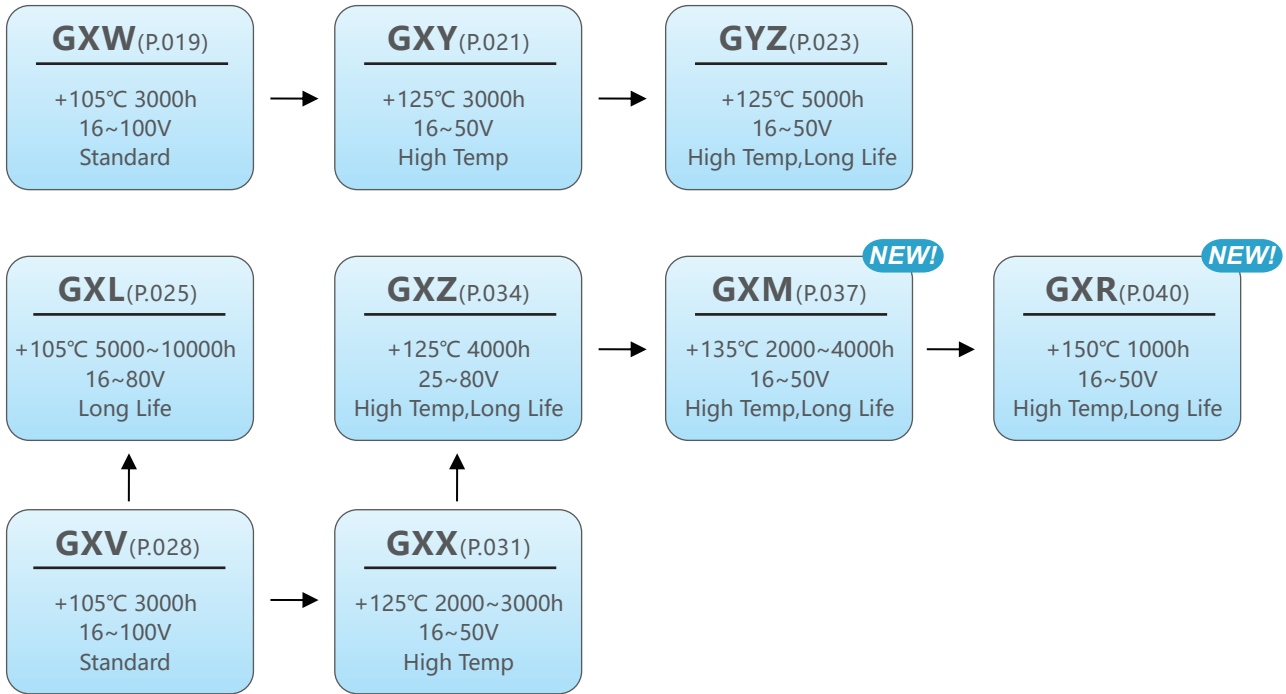 GXW(P.019)
+105℃ 3000h
16~100V
Standard
GXY(P.021)
+125℃ 3000h
16~50V
High Temp
GYZ(P.023)
+125℃ 5000h
16~50V
High Temp,Long Life
GXL(P.025)
+105℃ 5000~10000h
16~80V
Long Life
GXZ(P.034)
+125℃ 4000h
25~80V
High Temp,Long Life
NEW!
GXM(P.037)
+135℃ 2000~4000h
16~50V
High Temp,Long Life
NEW!
GXR(P.040)
+150℃ 1000h
16~50V
High Temp,Long Life
GXV(P.028)
+105℃ 3000h
16~100V
Standard
GXX(P.031)
+125℃ 2000~3000h
16~50V
High Temp